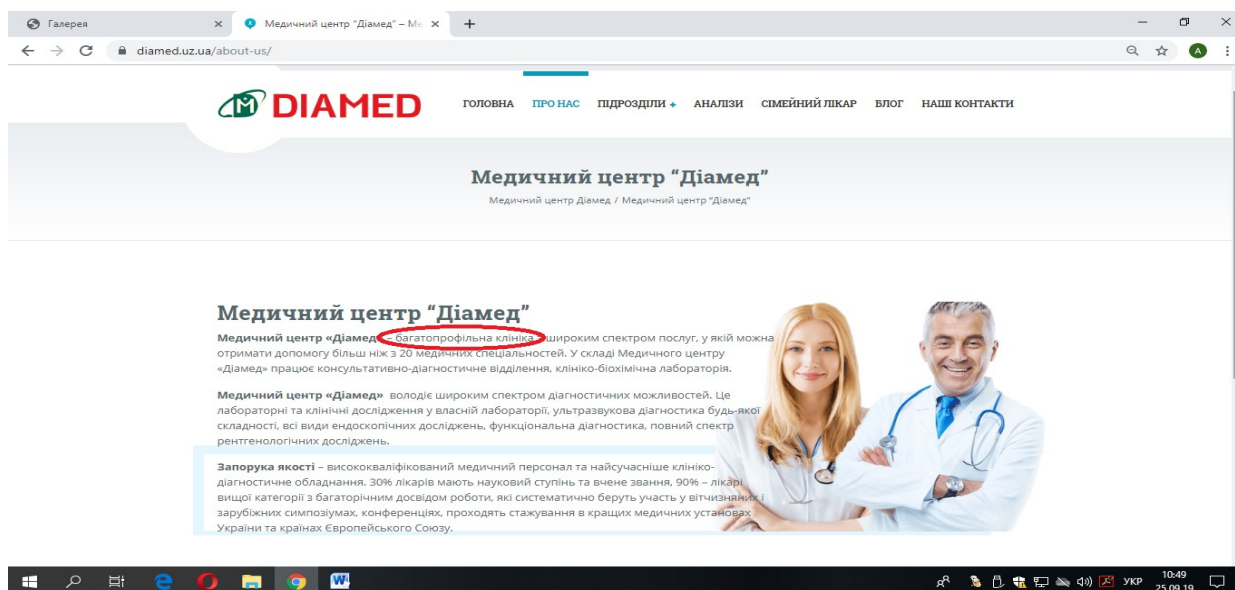 Галерея
Медичний центр "Діамед" – Ме
diamed.uz.ua/about-us/
A
DIAMED
ГОЛОВНА ПРО НАС ПІДРОЗДІЛИ + АНАЛІЗИ СІМЕЙНИЙ ЛІКАР БЛОГ НАШІ КОНТАКТИ
Медичний центр “Діамед”
Медичний центр Діамед / Медичний центр “Діамед”
Медичний центр “Діамед”
Медичний центр «Діамед – багатопрофільна клініка широким спектром послуг, у якій можна
отримати допомогу більш ніж з 20 медичних спеціальностей. У складі Медичного центру
«Діамед» працює консультативно-діагностичне відділення, клініко-біохімічна лабораторія.
Медичний центр «Діамед» володіє широким спектром діагностичних можливостей. Це
лабораторні та клінічні дослідження у власній лабораторії, ультразвукова діагностика будь-якої
складності, всі види ендоскопічних досліджень, функціональна діагностика, повний спектр
рентгенологічних досліджень.
Запорука якості – висококваліфікований медичний персонал та найсучасніше клініко-
діагностичне обладнання. 30% лікарів мають науковий ступінь та вчене звання, 90% – лікарі
вищої категорії з багаторічним досвідом роботи, які систематично беруть участь у вітчизняних і
зарубіжних симпозіумах, конференціях, проходять стажування в кращих медичних установах
України та країнах Європейського Союзу.
УКР
10:49
25.09.19